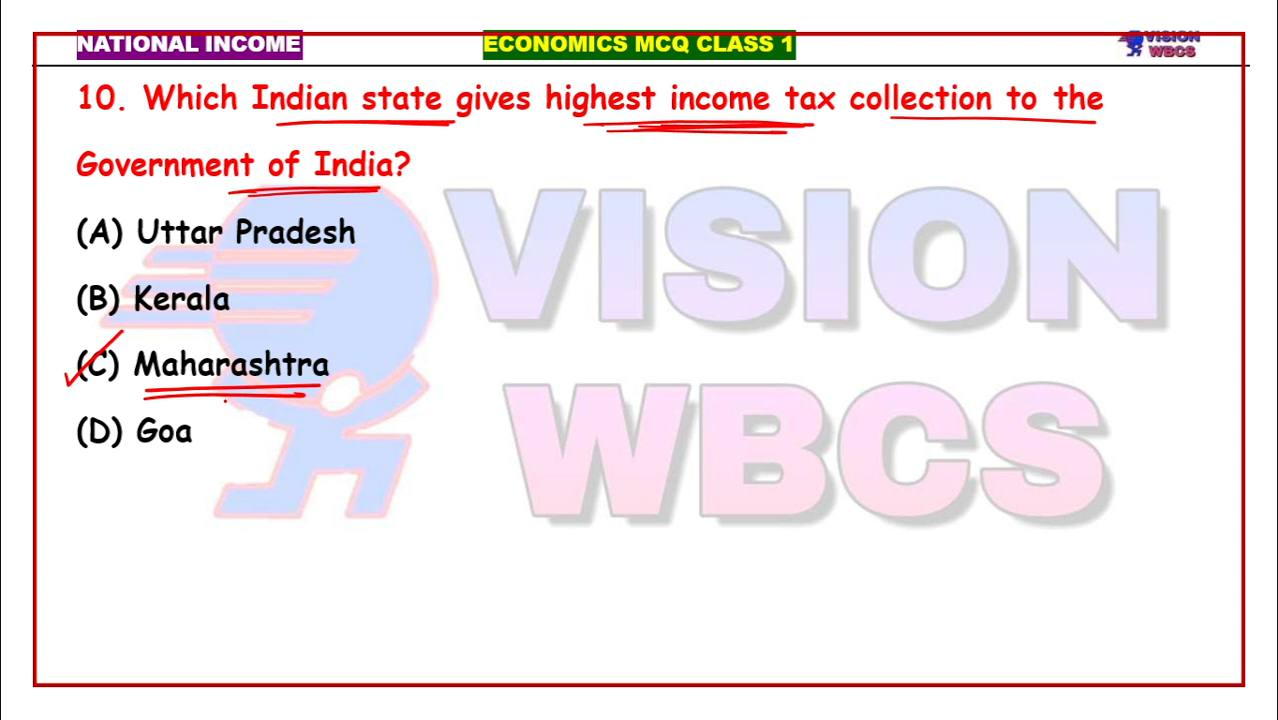 NATIONAL INCOME
ECONOMICS MCQ CLASS 1
VISION
WBCS
10. Which Indian state gives highest income tax collection to the
Government of India?
(A) Uttar Pradesh
(B) Kerala
(C) Maharashtra
(D) Goa
VISION
WBCS